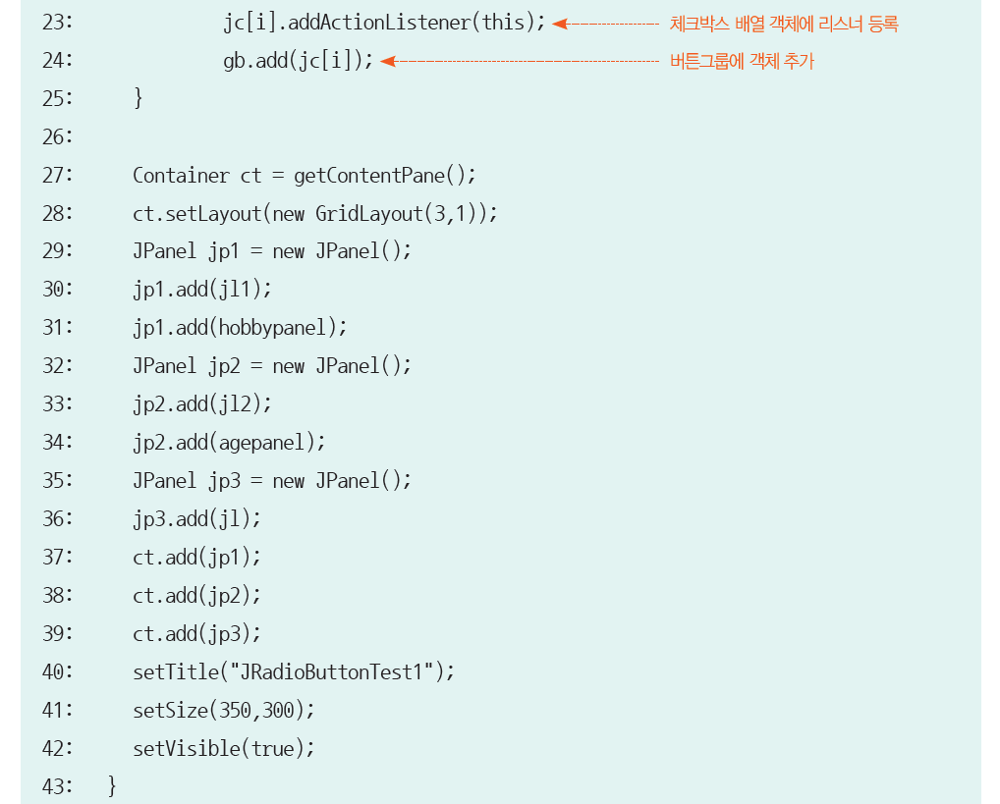 23: jc[i].addActionListener(this); 체크박스 배열 객체에 리스너 등록
24: gb.add(jc[i]); 버튼그룹에 객체 추가
25: }
26:
27: Container ct = getContentPane();
28: ct.setLayout(new GridLayout(3,1));
29: JPanel jp1 = new JPanel();
30: jp1.add(jl1);
31: jp1.add(hobbypanel);
32: JPanel jp2 = new JPanel();
33: jp2.add(jl2);
34: jp2.add(agepanel);
35: JPanel jp3 = new JPanel();
36: jp3.add(jl);
37: ct.add(jp1);
38: ct.add(jp2);
39: ct.add(jp3);
40: setTitle("JRadioButtonTest1");
41: setSize(350,300);
42: setVisible(true);
43: }